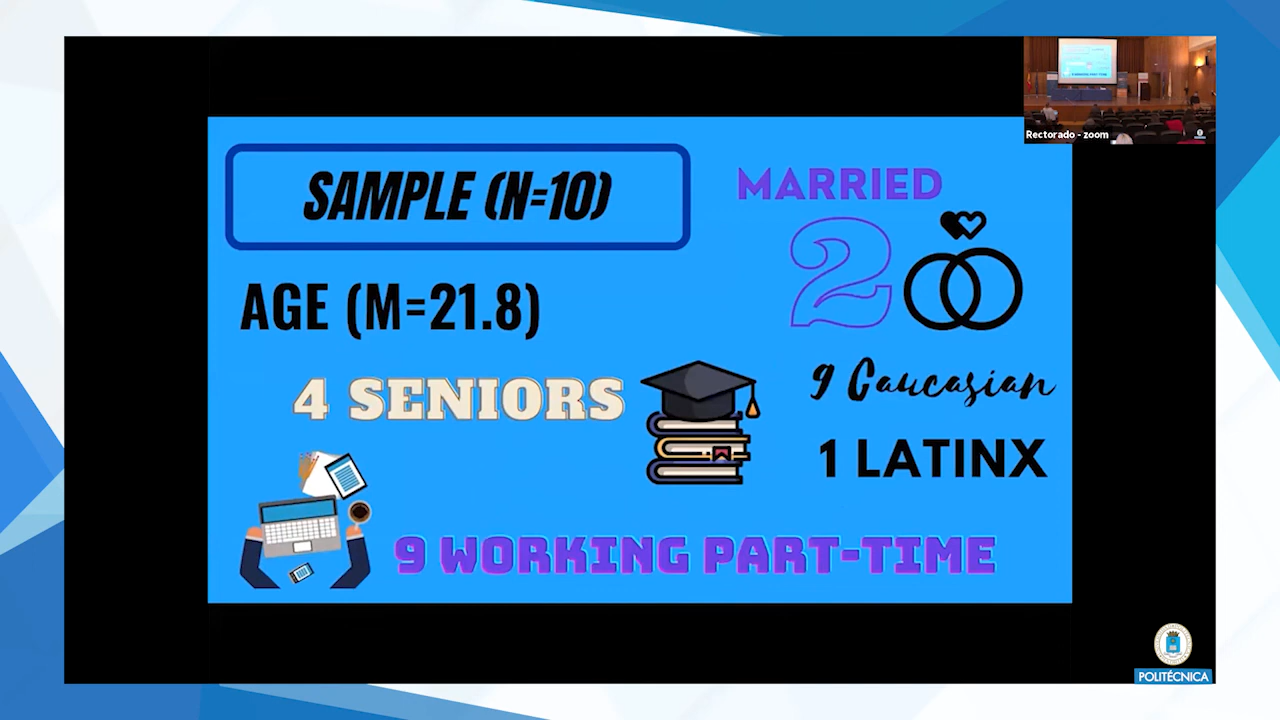 SAMPLE (N=10)
MARRIED
2
AGE (M=21.8)
4 SENIORS
9 Caucasian
1 LATINX
9 WORKING PART-TIME
Rectorado - zoom
POLITÉCNICA